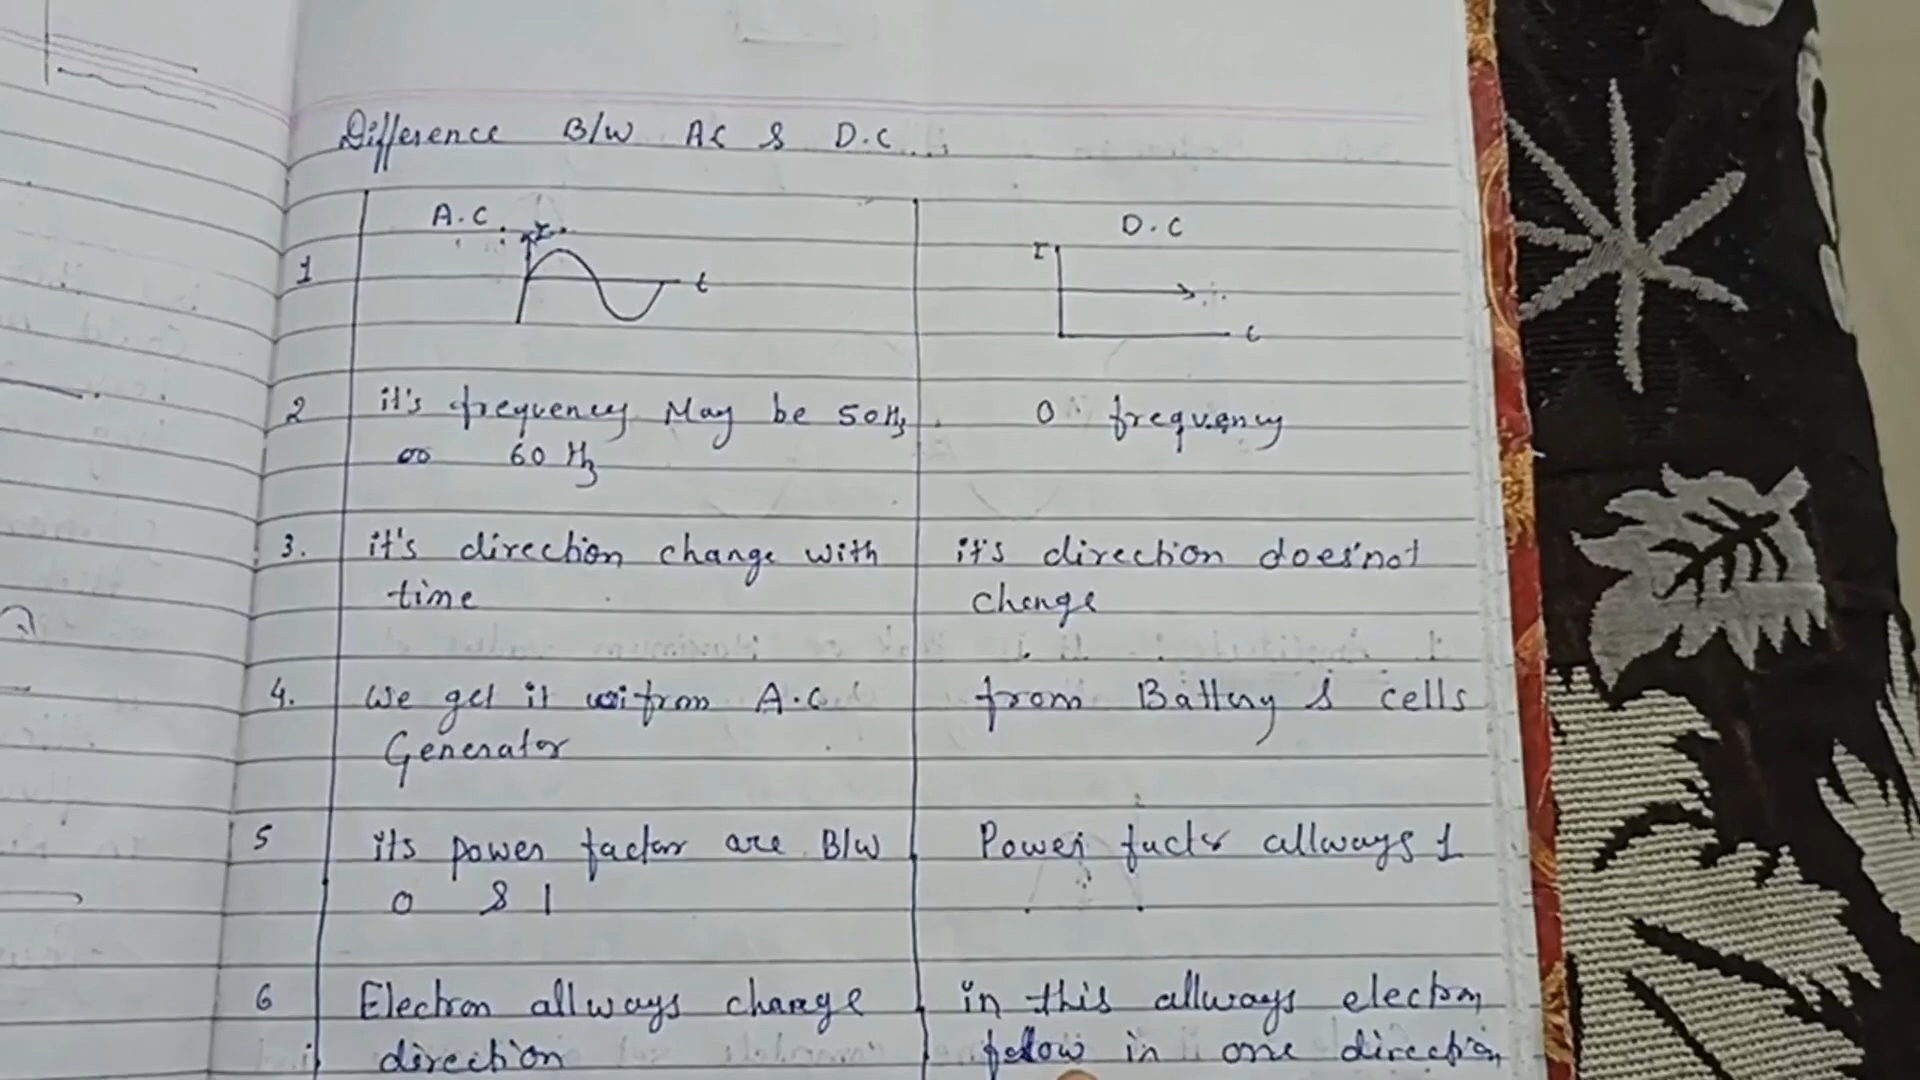 Difference B/W AC & D.C
A.C
D.C
1
I
t
I
t
2 it's frequency May be 50Hz 0 frequency
or 60 Hz
3. it's direction change with it's direction does'not
time change
4. We get it from A.C from Battery & cells
Generator
5 its power factor are B/W Power factr allways 1
0 & 1
6 Electron allways change in this allways electron
direction follow in one direction